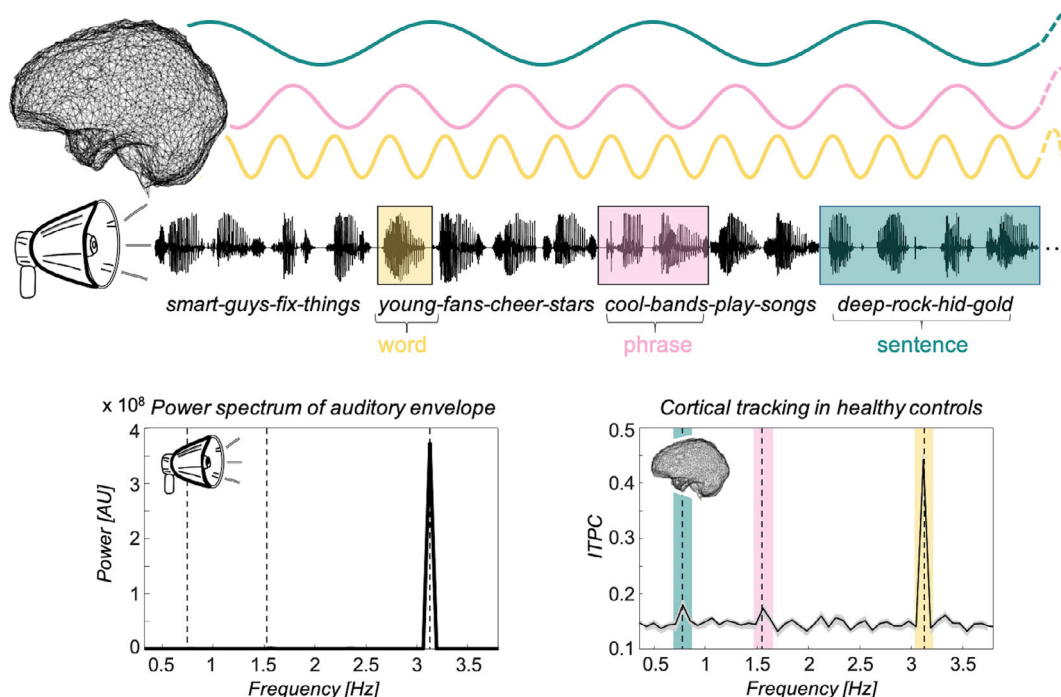 smart-guys-fix-things young-fans-cheer-stars cool-bands-play-songs deep-rock-hid-gold
word phrase sentence
...
x 10⁸ Power spectrum of auditory envelope
4
3
2
1
0
Power [AU]
0.5 1 1.5 2 2.5 3 3.5
Frequency [Hz]
Cortical tracking in healthy controls
0.5
0.4
0.3
0.2
0.1
ITPC
0.5 1 1.5 2 2.5 3 3.5
Frequency [Hz]